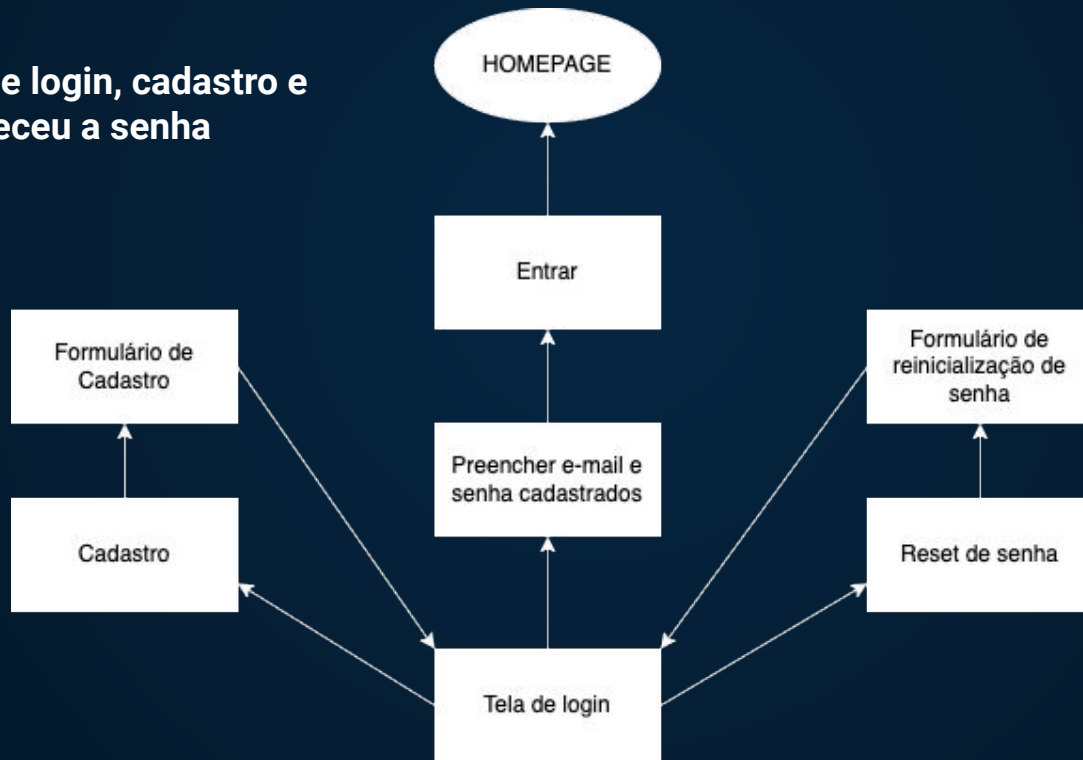 e login, cadastro e
eceu a senha
HOMEPAGE
Entrar
Formulário de
Cadastro
Formulário de
reinicialização de
senha
Preencher e-mail e
senha cadastrados
Cadastro
Reset de senha
Tela de login